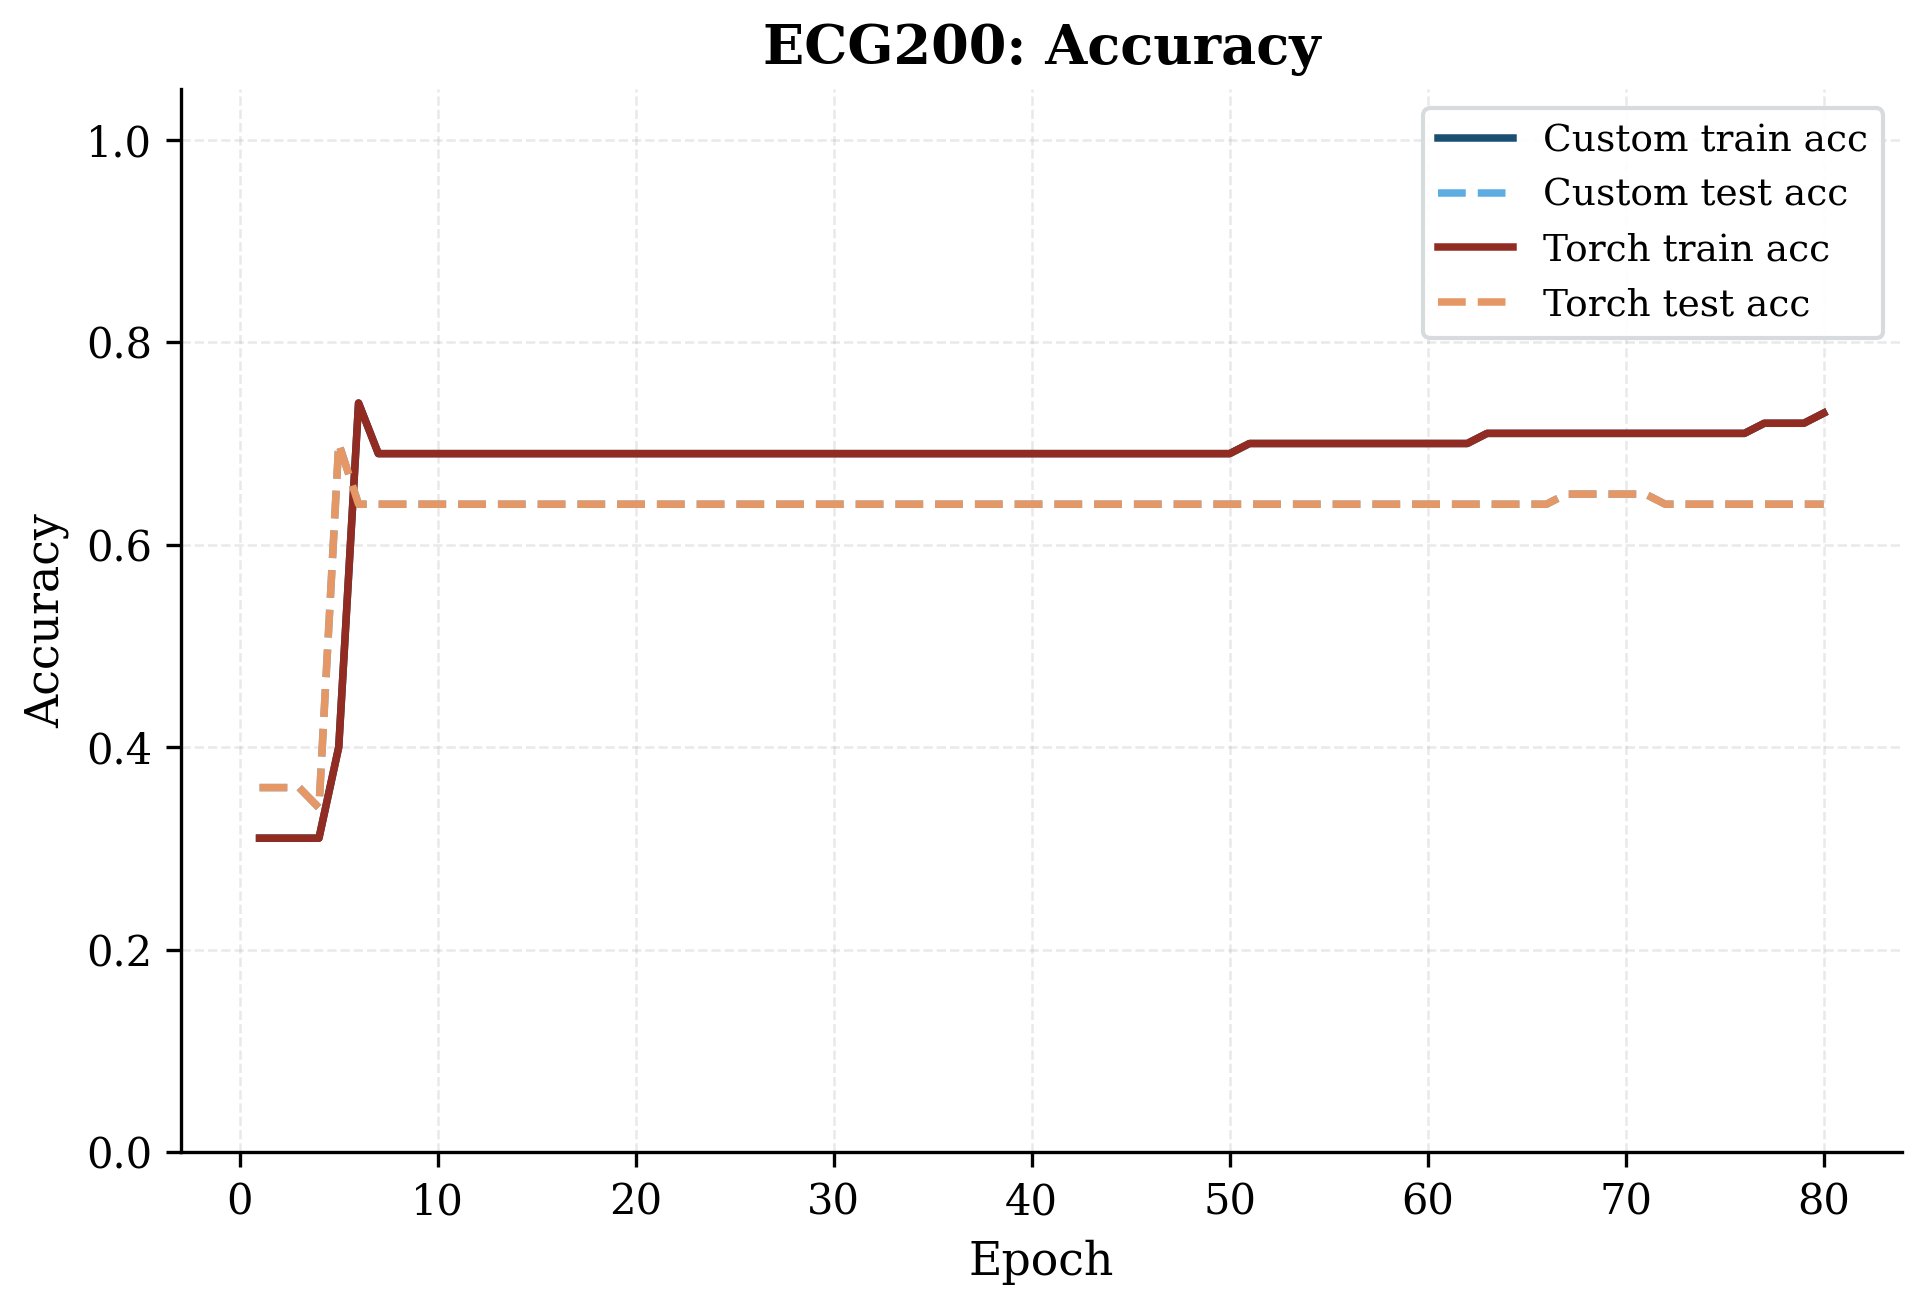 ECG200: Accuracy
Custom train acc
Custom test acc
Torch train acc
Torch test acc
Accuracy
1.0
0.8
0.6
0.4
0.2
0.0
0 10 20 30 40 50 60 70 80
Epoch